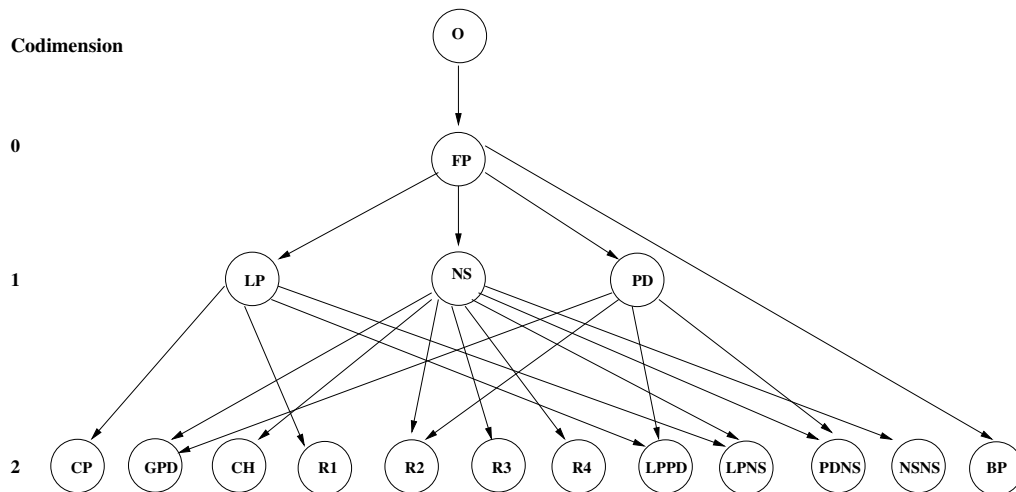 O
Codimension
0
FP
1
LP
NS
PD
2
CP
GPD
CH
R1
R2
R3
R4
LPPD
LPNS
PDNS
NSNS
BP